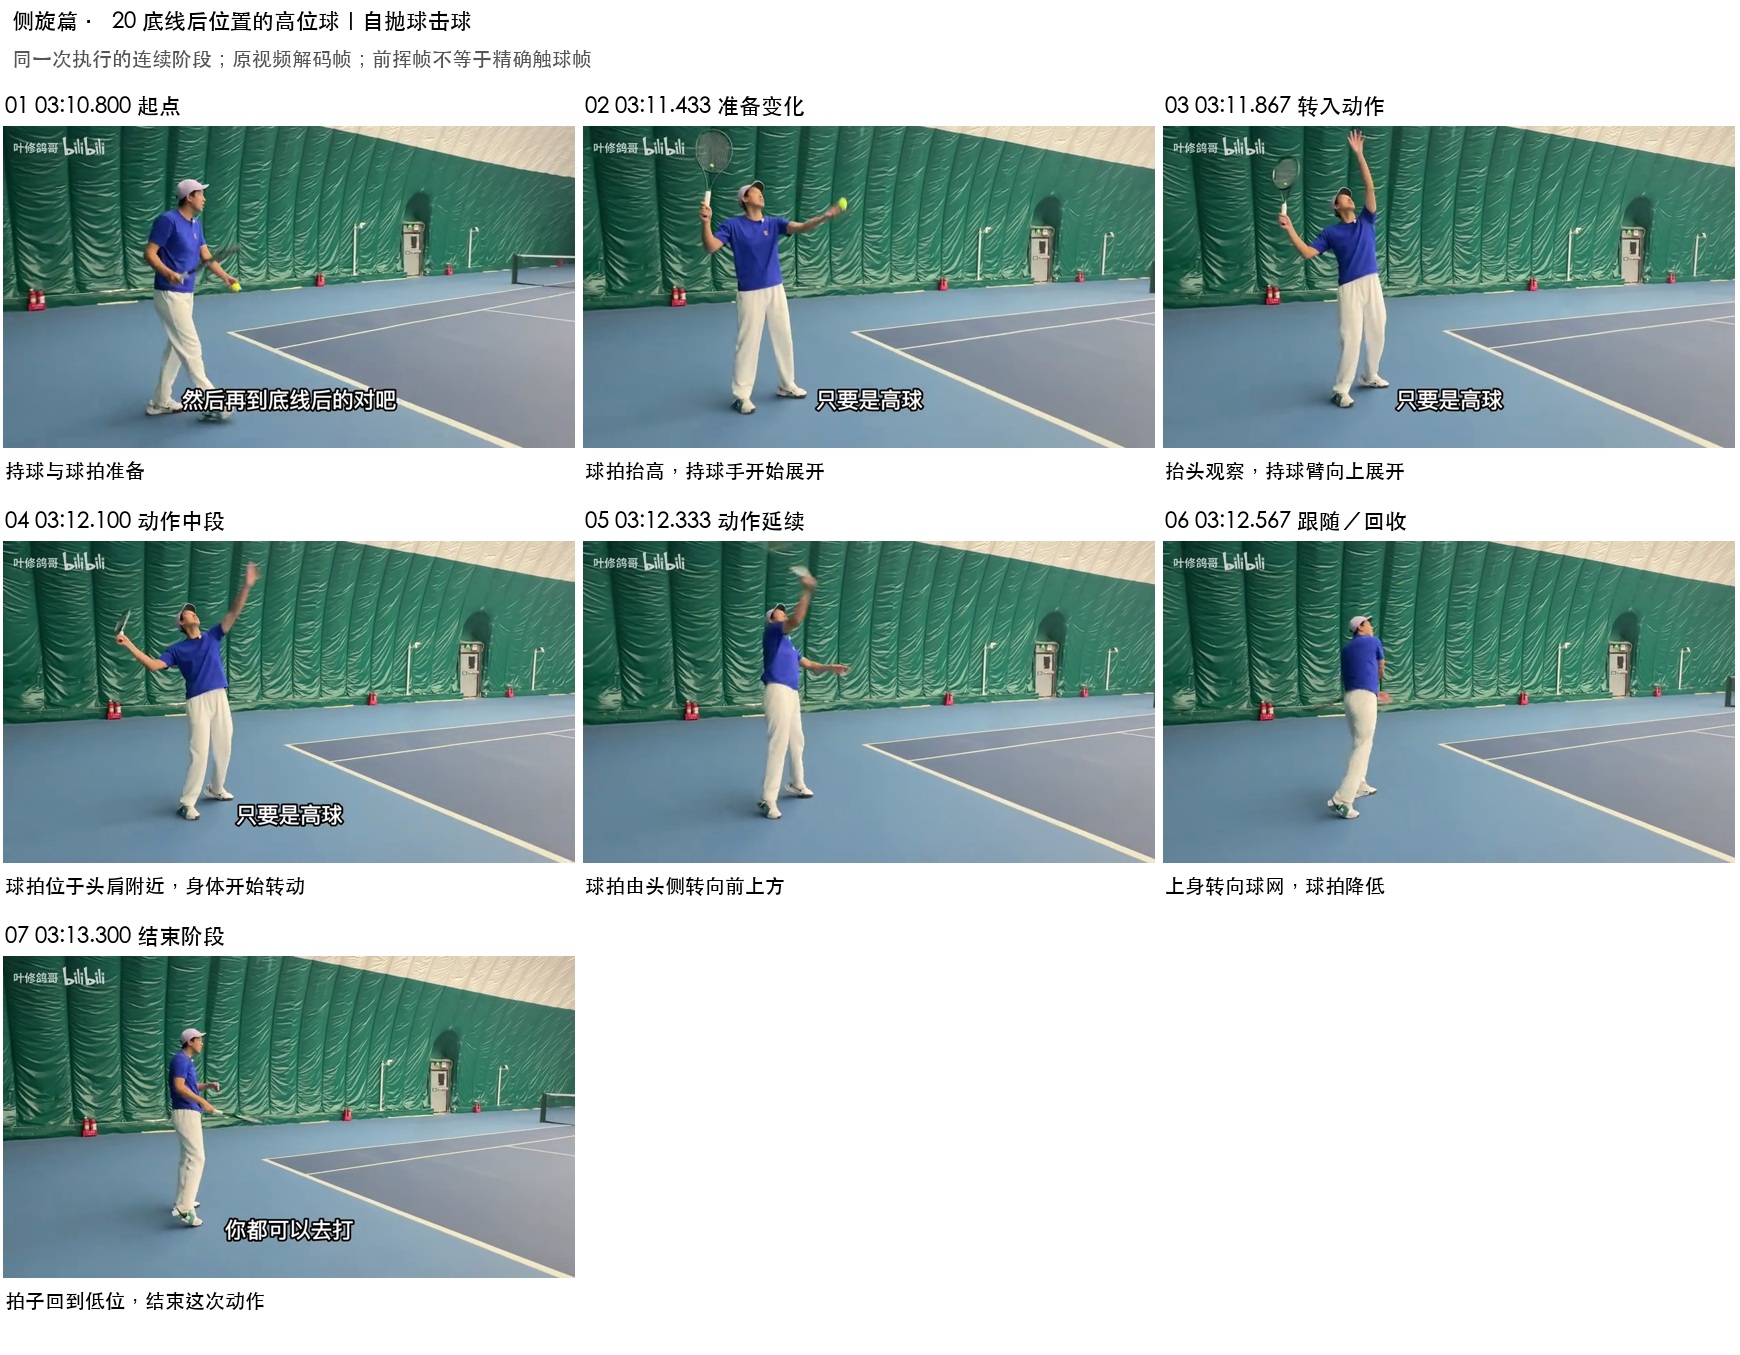 侧旋篇· 20 底线后位置的高位球丨自抛球击球
同一次执行的连续阶段；原视频解码帧；前挥帧不等于精确触球帧
01 03:10.800 起点
02 03:11.433 准备变化
03 03:11.867 转入动作
叶修鸽哥 bilibili
叶修鸽哥 bilibili
叶修鸽哥 bilibili
然后再到底线后的对吧
只要是高球
只要是高球
持球与球拍准备
球拍抬高，持球手开始展开
抬头观察，持球臂向上展开
04 03:12.100 动作中段
05 03:12.333 动作延续
06 03:12.567 跟随／回收
叶修鸽哥 bilibili
叶修鸽哥 bilibili
叶修鸽哥 bilibili
只要是高球
球拍位于头肩附近，身体开始转动
球拍由头侧转向前上方
上身转向球网，球拍降低
07 03:13.300 结束阶段
叶修鸽哥 bilibili
你都可以去打
拍子回到低位，结束这次动作